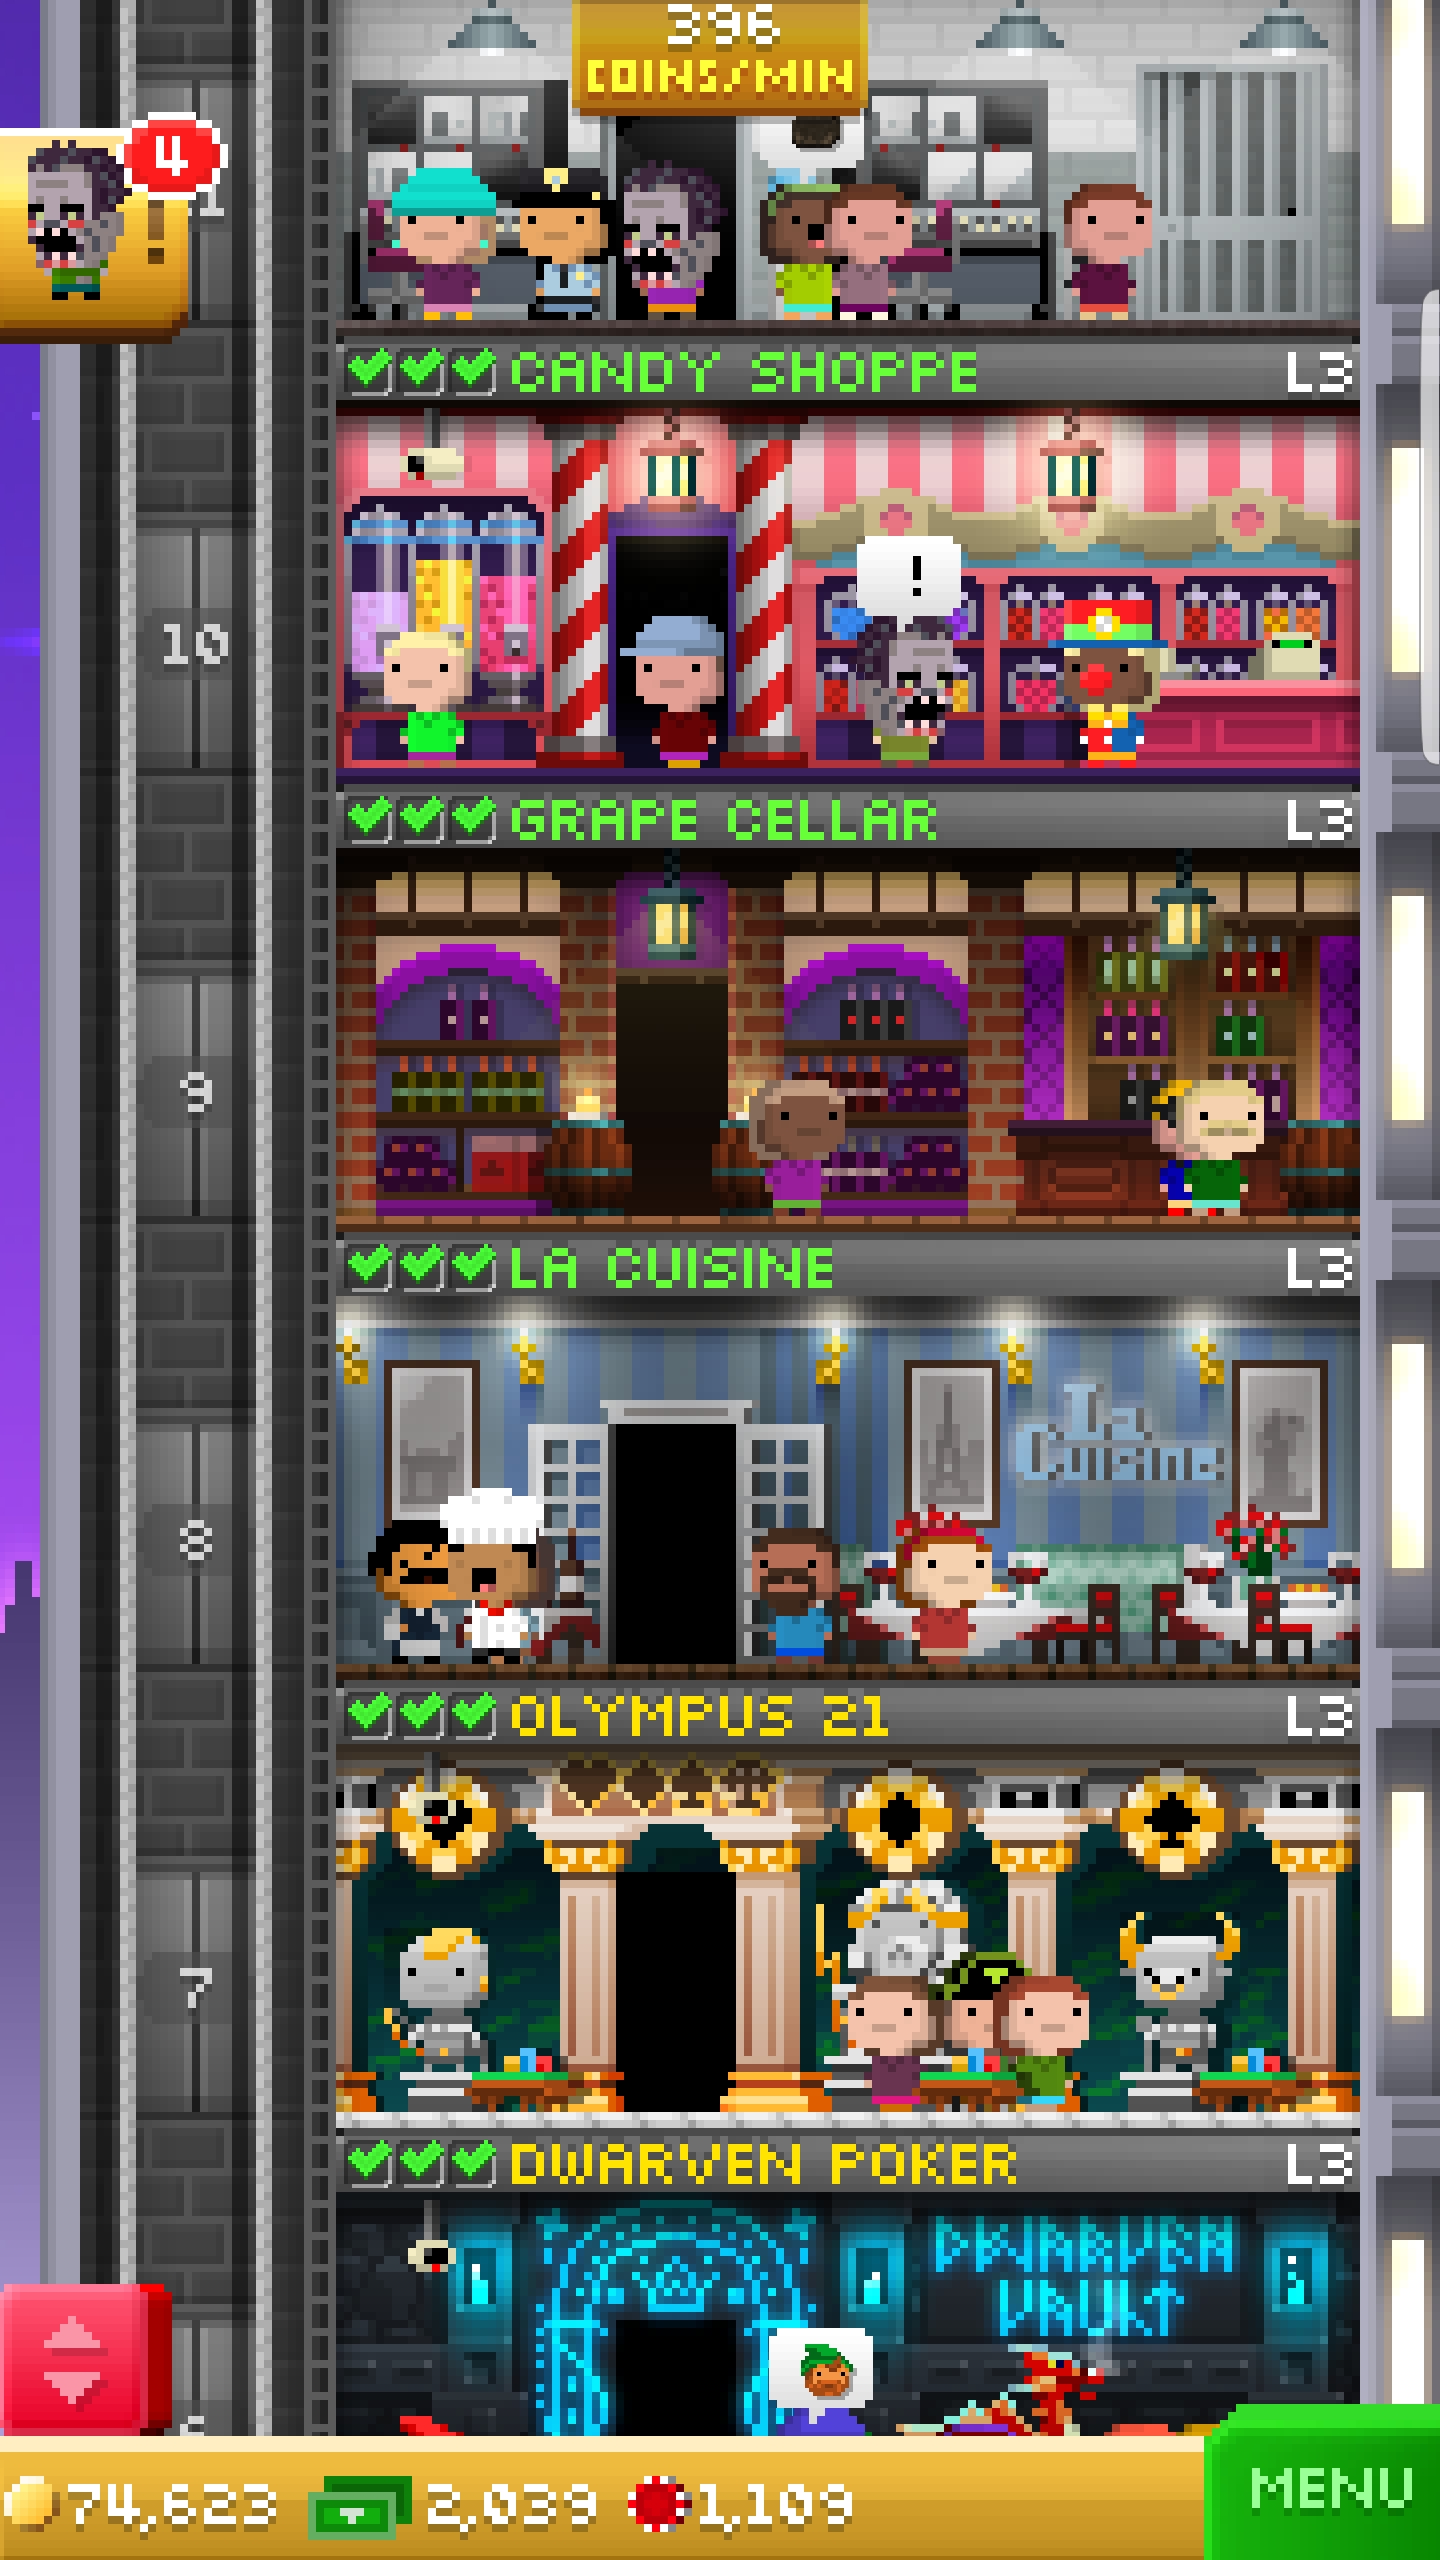 396
COINS/MIN
4
!
CANDY SHOPPE L3
!
10
GRAPE CELLAR L3
9
LA CUISINE L3
La
Cuisine
8
OLYMPUS 21 L3
7
DWARVEN POKER L3
DWARVEN
VAULT
74,623 2,039 1,109
MENU